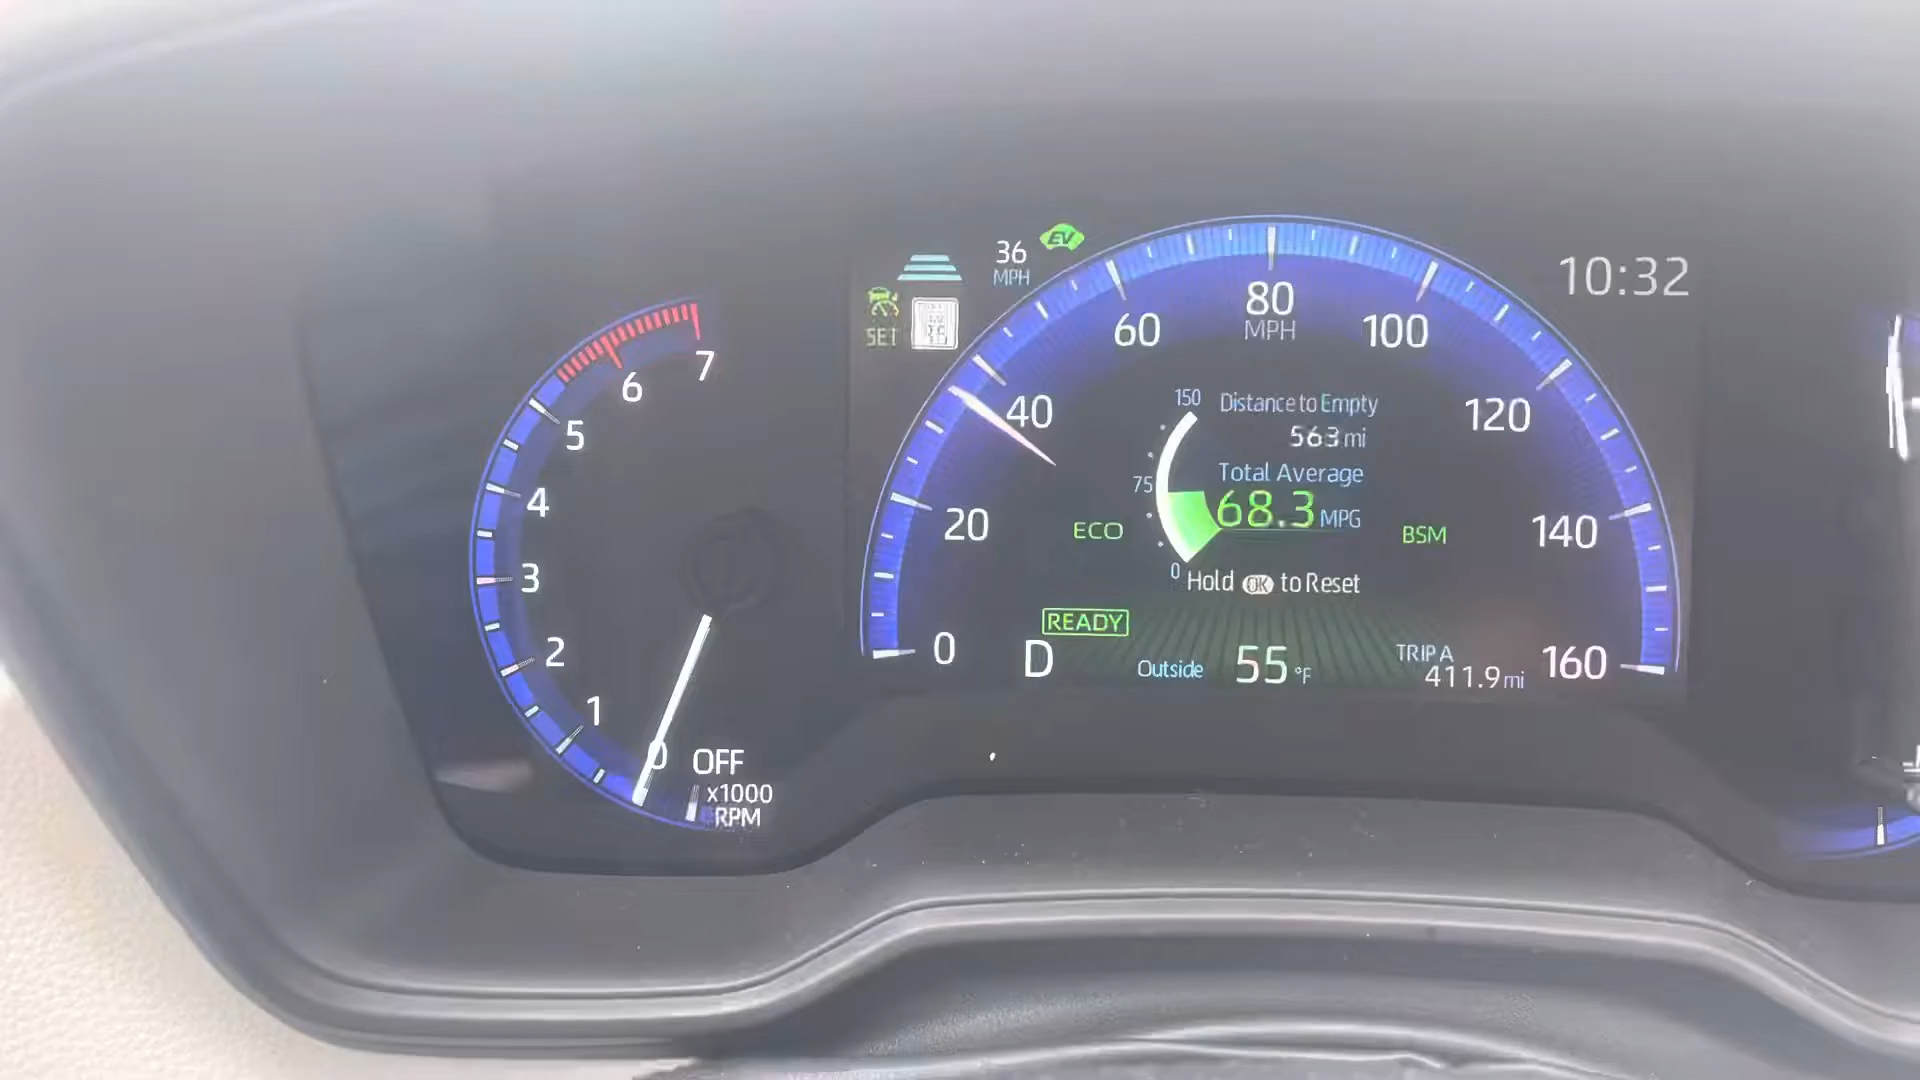 36
MPH
EV
10:32
SET
7
6
5
4
3
2
1
0
OFF
x1000
RPM
0
20
40
60
80
MPH
100
120
140
160
150
75
0
Distance to Empty
563 mi
Total Average
68.3 MPG
Hold OK to Reset
ECO
BSM
READY
D
Outside 55 °F
TRIP A
411.9 mi